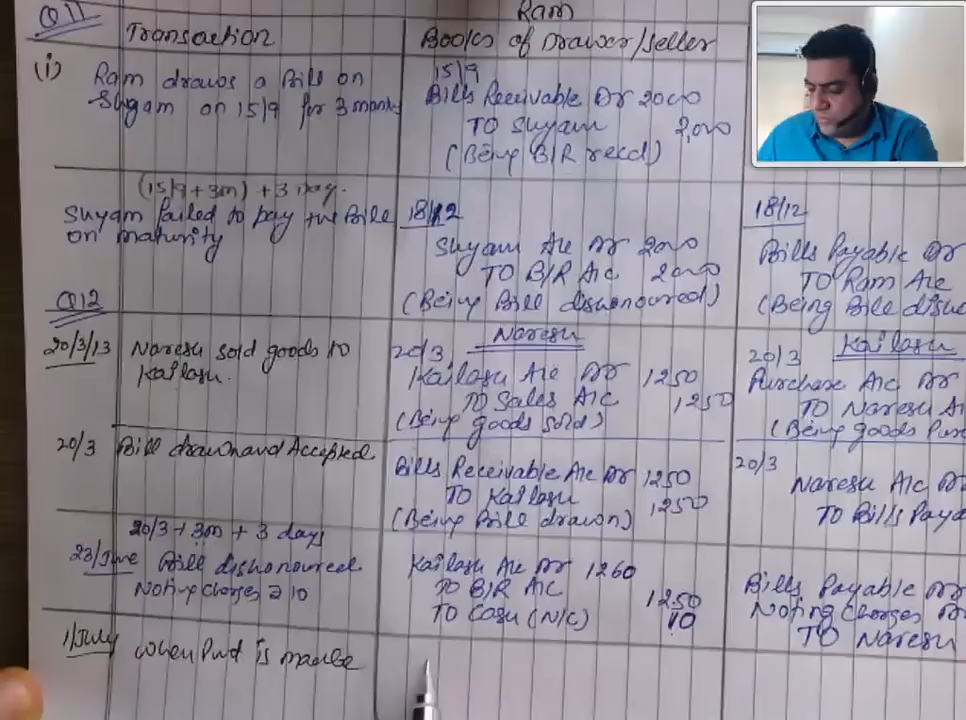 Q11
Ram
Transaction
Books of Drawer/seller
(i) Ram draws a Bill on
Suyam on 15/9 for 3 months
15/9
Bills Receivable Dr 2000
TO Suyam 2,000
(Being B/R recd)
(15/9 + 3m) + 3 Day.
Suyam failed to pay the Bill
on maturity
18/12
Suyam A/c Dr 2000
TO B/R A/c 2000
(Being Bill dishonoured)
18/12
Bills Payable Dr
TO Ram A/c
(Being Bill disho
Q12
20/3/13 Naresh sold goods to
Kailash.
Naresh
20/3
Kailash A/c Dr 1250
TO Sales A/c 1250
(Being goods sold)
Kailash
20/3
Purchase A/c Dr
TO Naresh A/
(Being goods Pur
20/3 Bill drawn and Accepted
Bills Receivable A/c Dr 1250
TO Kailash 1250
(Being Bill drawn)
20/3
Naresh A/c D
TO Bills Paya
20/3 + 3m + 3 days
23/June Bill dishonoured
Noting Charges = 10
Kailash A/c Dr 1260
TO B/R A/c 1250
TO Cash (N/C) 10
Bills Payable Dr
Noting Charges Dr
TO Naresh
1/July When Pmt is made